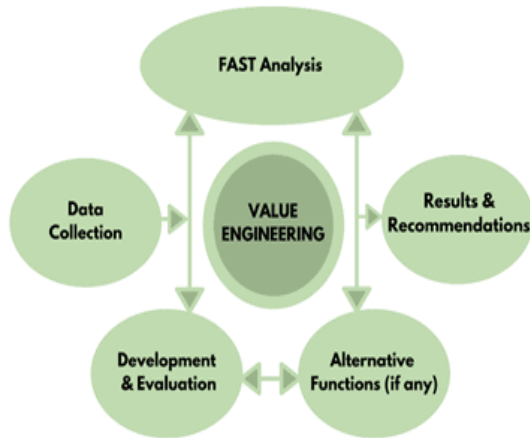 FAST Analysis
Data
Collection
VALUE
ENGINEERING
Results &
Recommendations
Development
& Evaluation
Alternative
Functions (if any)